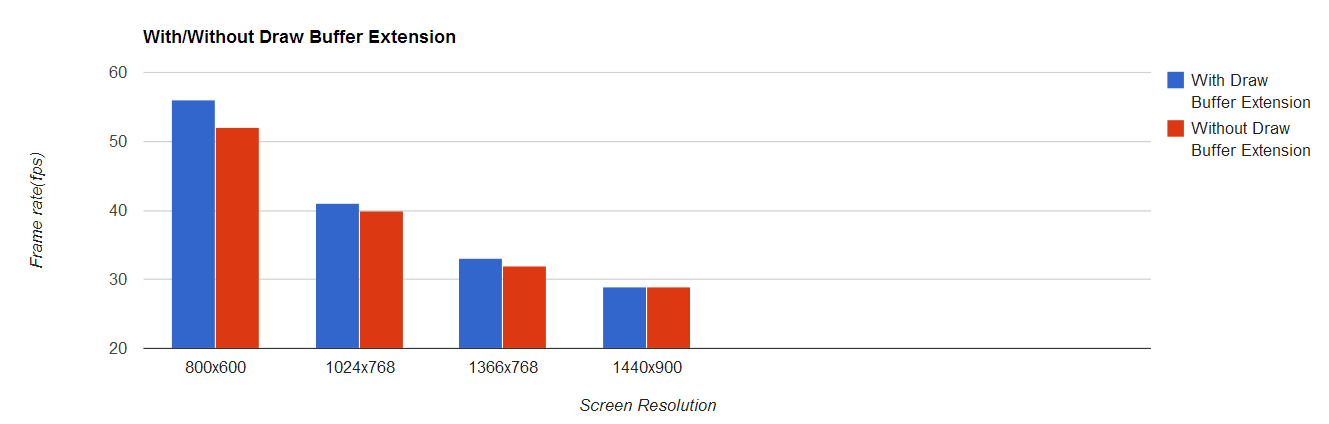 With/Without Draw Buffer Extension
60
50
40
30
20
Frame rate(fps)
800x600
1024x768
1366x768
1440x900
Screen Resolution
With Draw
Buffer Extension
Without Draw
Buffer Extension